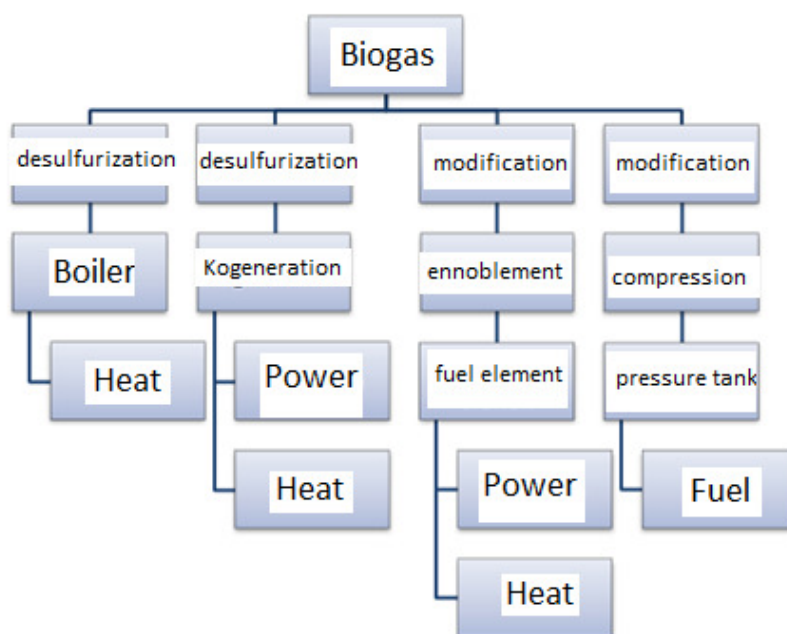 Biogas
desulfurization
desulfurization
modification
modification
Boiler
Kogeneration
ennoblement
compression
Heat
Power
fuel element
pressure tank
Heat
Power
Fuel
Heat